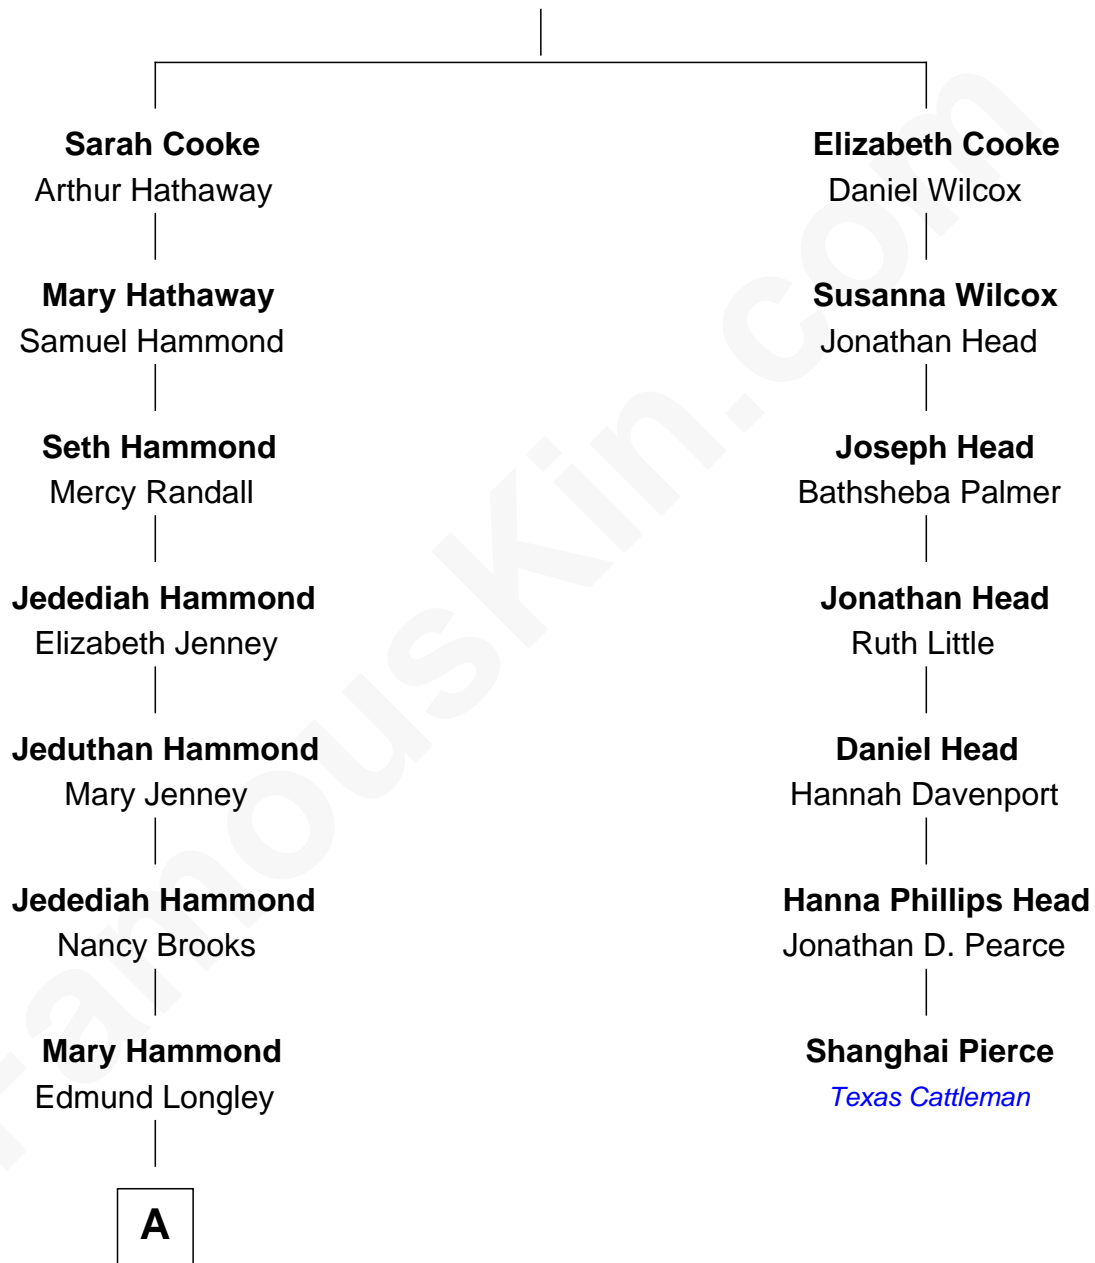 Sarah Cooke
Arthur Hathaway
Mary Hathaway
Samuel Hammond
Seth Hammond
Mercy Randall
Jedediah Hammond
Elizabeth Jenney
Jeduthan Hammond
Mary Jenney
Jedediah Hammond
Nancy Brooks
Mary Hammond
Edmund Longley
A
Elizabeth Cooke
Daniel Wilcox
Susanna Wilcox
Jonathan Head
Joseph Head
Bathsheba Palmer
Jonathan Head
Ruth Little
Daniel Head
Hannah Davenport
Hanna Phillips Head
Jonathan D. Pearce
Shanghai Pierce
Texas Cattleman
FamousKin.com